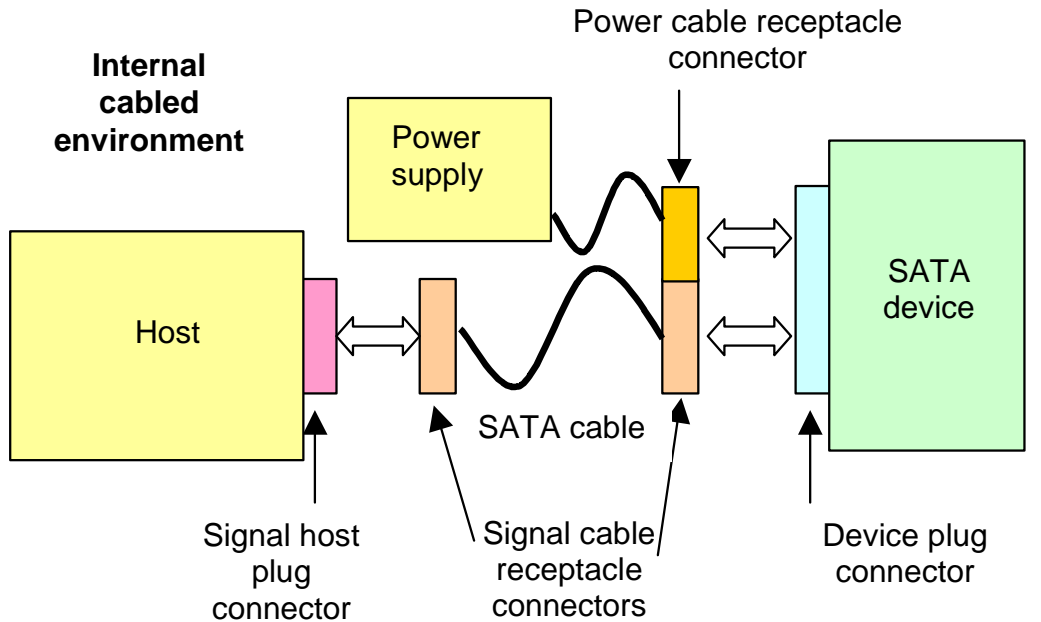 Power cable receptacle
connector
Internal
cabled
environment
Power
supply
SATA
device
Host
SATA cable
Signal host
plug
connector
Signal cable
receptacle
connectors
Device plug
connector